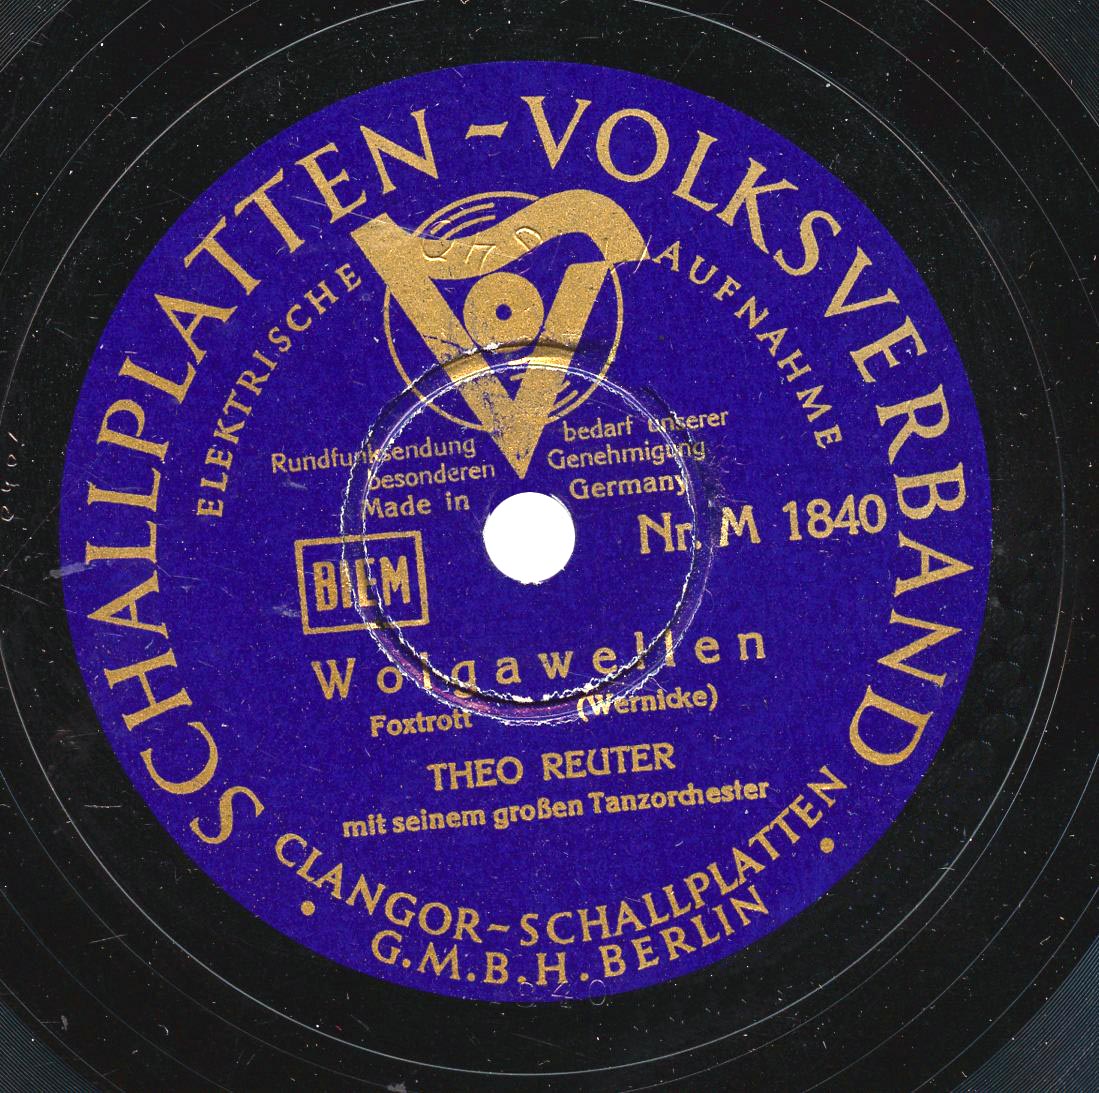 SCHALLPLATTEN-VOLKSVERBAND
ELEKTRISCHE AUFNAHME
Rundfunksendung bedarf unserer
besonderen Genehmigung
Made in Germany
Nr. M 1840
BIEM
Wolgawellen
Foxtrott (Wernicke)
THEO REUTER
mit seinem großen Tanzorchester
CLANGOR-SCHALLPLATTEN
G.M.B.H. BERLIN